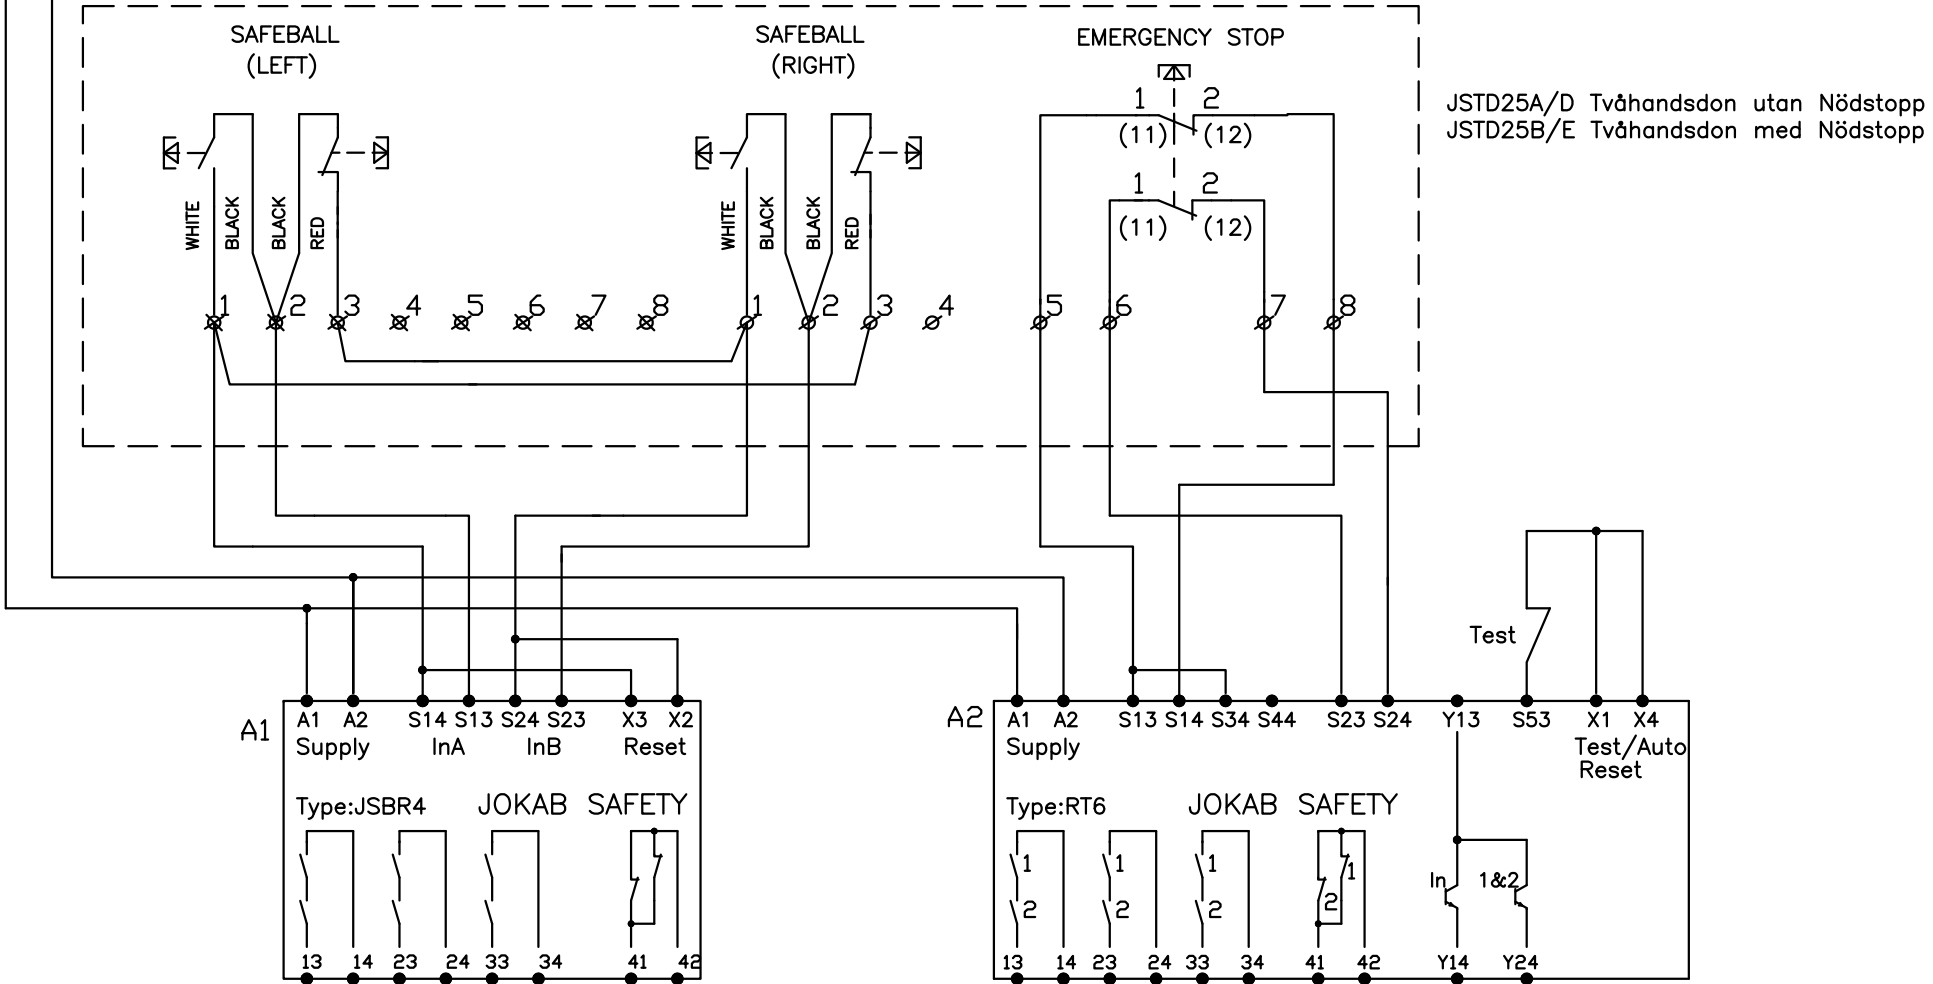 SAFEBALL
(LEFT)
SAFEBALL
(RIGHT)
EMERGENCY STOP
JSTD25A/D Tvåhandsdon utan Nödstopp
JSTD25B/E Tvåhandsdon med Nödstopp
1 2
(11) (12)
1 2
(11) (12)
WHITE BLACK BLACK RED
WHITE BLACK BLACK RED
1 2 3 4 5 6 7 8 1 2 3 4 5 6 7 8
Test
A1
A1 A2 S14 S13 S24 S23 X3 X2
Supply InA InB Reset
Type:JSBR4 JOKAB SAFETY
13 14 23 24 33 34 41 42
A2
A1 A2 S13 S14 S34 S44 S23 S24 Y13 S53 X1 X4
Supply Test/Auto
Reset
Type:RT6 JOKAB SAFETY
1 1 1 1
2 2 2 2
In 1&2
13 14 23 24 33 34 41 42 Y14 Y24